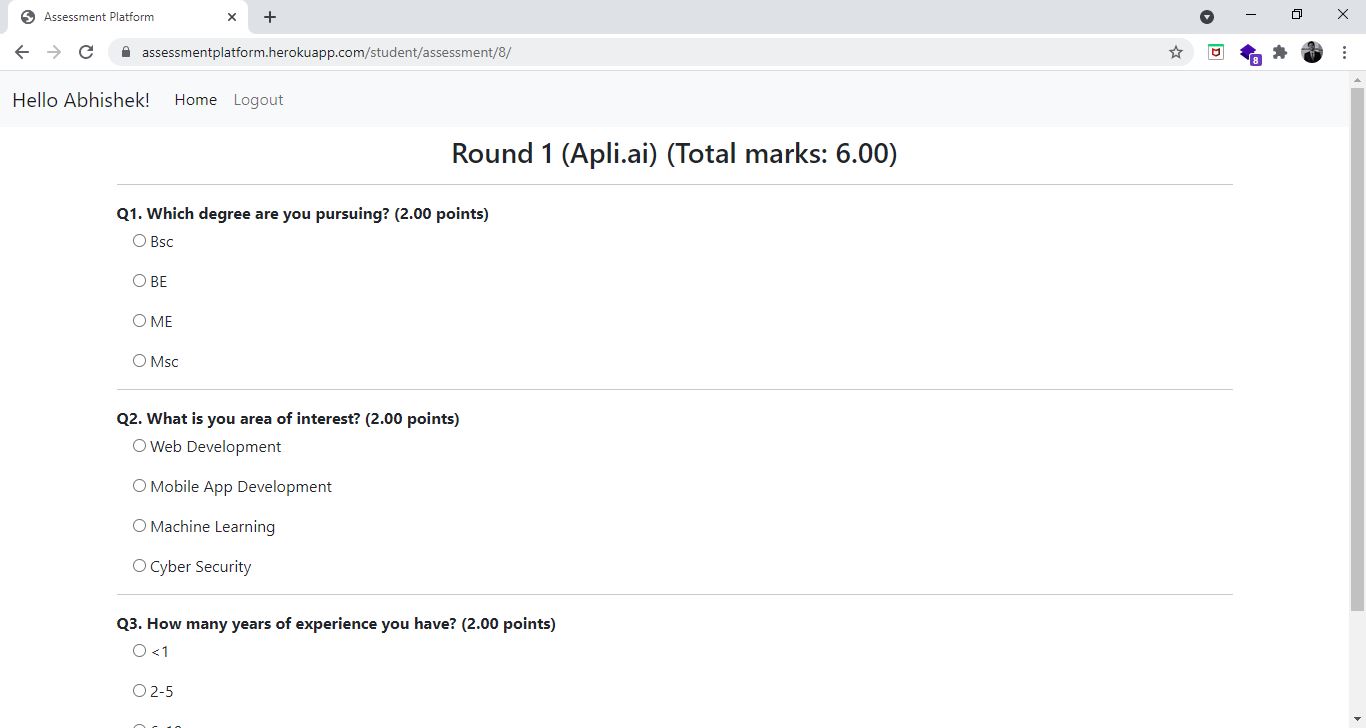 Assessment Platform
assessmentplatform.herokuapp.com/student/assessment/8/
8
Hello Abhishek! Home Logout
Round 1 (Apli.ai) (Total marks: 6.00)
Q1. Which degree are you pursuing? (2.00 points)
Bsc
BE
ME
Msc
Q2. What is you area of interest? (2.00 points)
Web Development
Mobile App Development
Machine Learning
Cyber Security
Q3. How many years of experience you have? (2.00 points)
<1
2-5